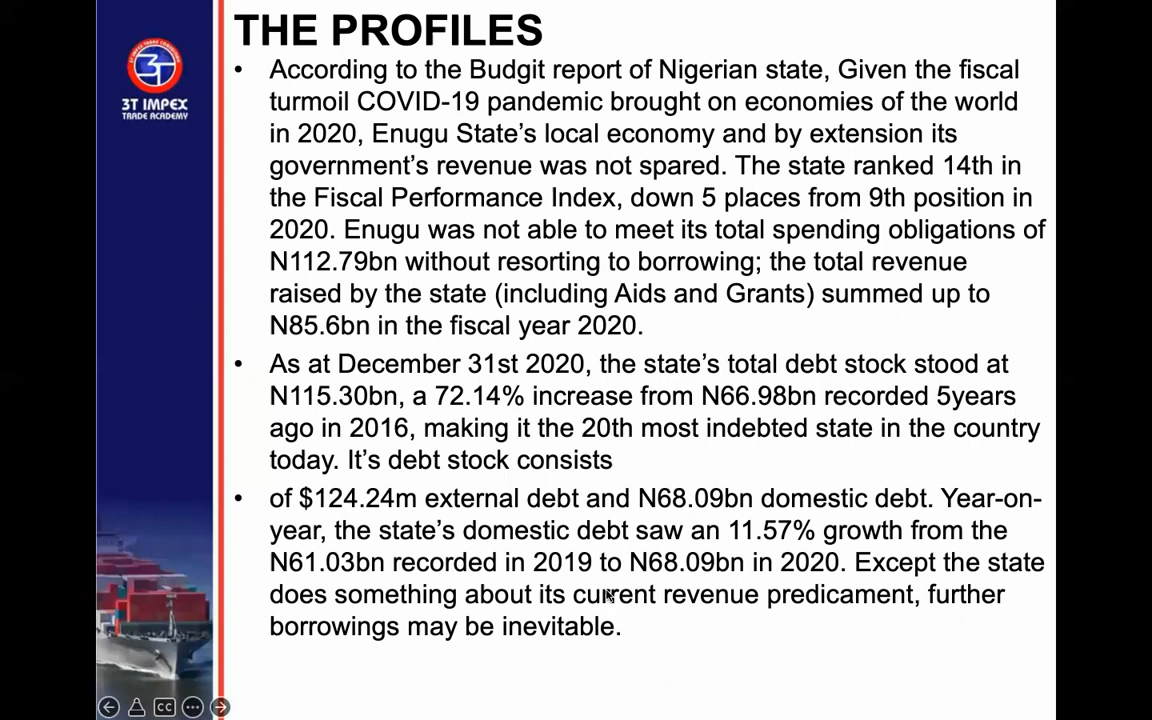 THE PROFILES
3T IMPEX
TRADE ACADEMY
• According to the Budgit report of Nigerian state, Given the fiscal
turmoil COVID-19 pandemic brought on economies of the world
in 2020, Enugu State’s local economy and by extension its
government’s revenue was not spared. The state ranked 14th in
the Fiscal Performance Index, down 5 places from 9th position in
2020. Enugu was not able to meet its total spending obligations of
N112.79bn without resorting to borrowing; the total revenue
raised by the state (including Aids and Grants) summed up to
N85.6bn in the fiscal year 2020.
• As at December 31st 2020, the state’s total debt stock stood at
N115.30bn, a 72.14% increase from N66.98bn recorded 5years
ago in 2016, making it the 20th most indebted state in the country
today. It’s debt stock consists
• of $124.24m external debt and N68.09bn domestic debt. Year-on-
year, the state’s domestic debt saw an 11.57% growth from the
N61.03bn recorded in 2019 to N68.09bn in 2020. Except the state
does something about its current revenue predicament, further
borrowings may be inevitable.
CC